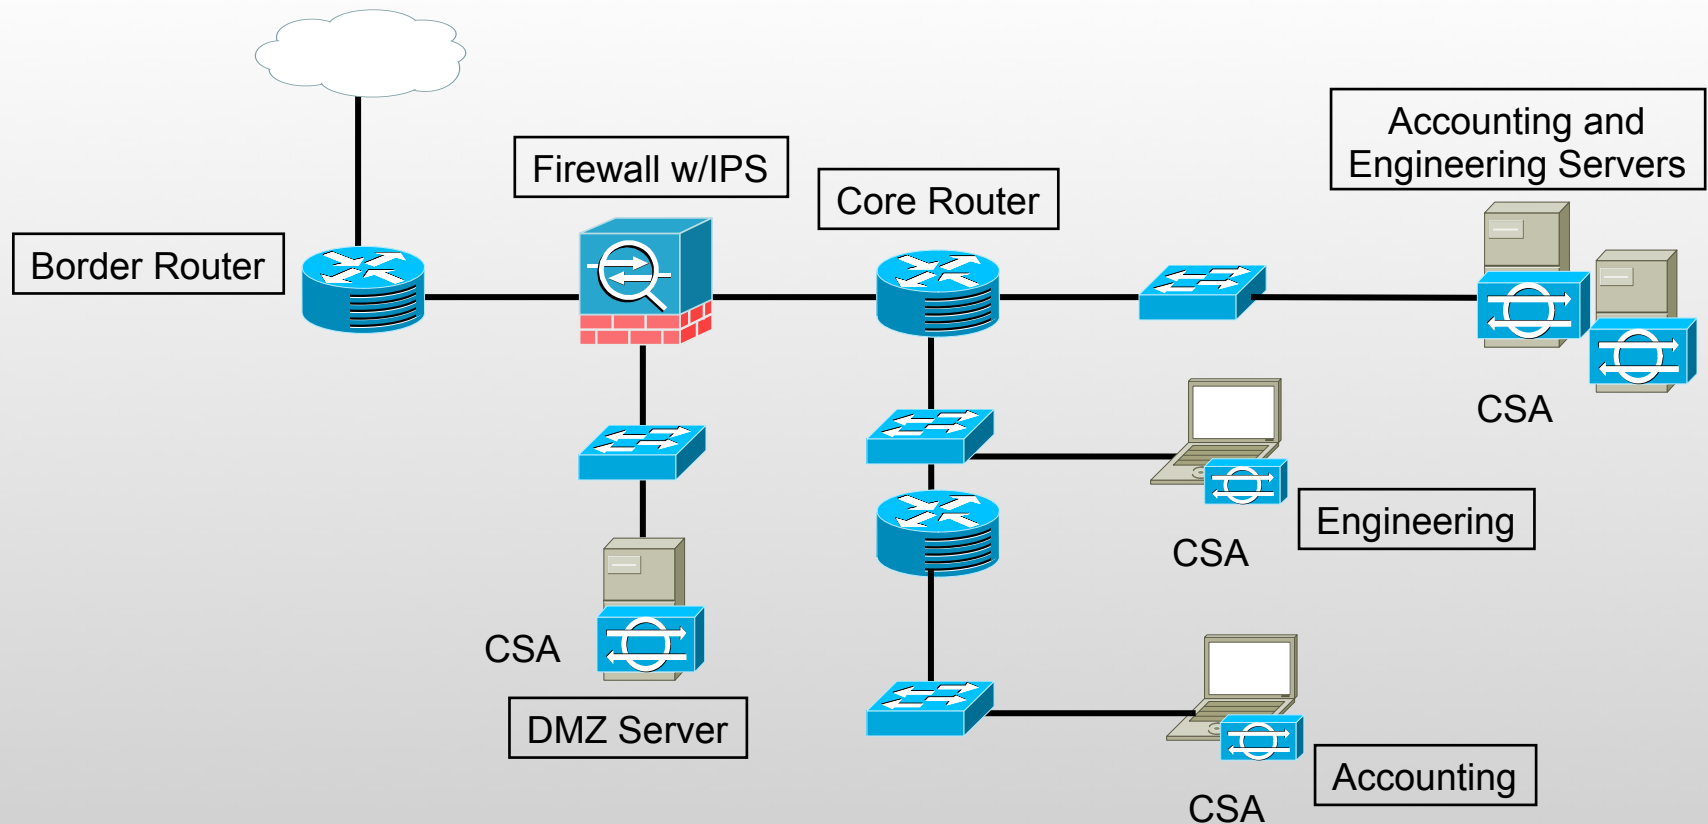 Accounting and
Engineering Servers
Firewall w/IPS
Core Router
Border Router
CSA
Engineering
CSA
CSA
DMZ Server
Accounting
CSA